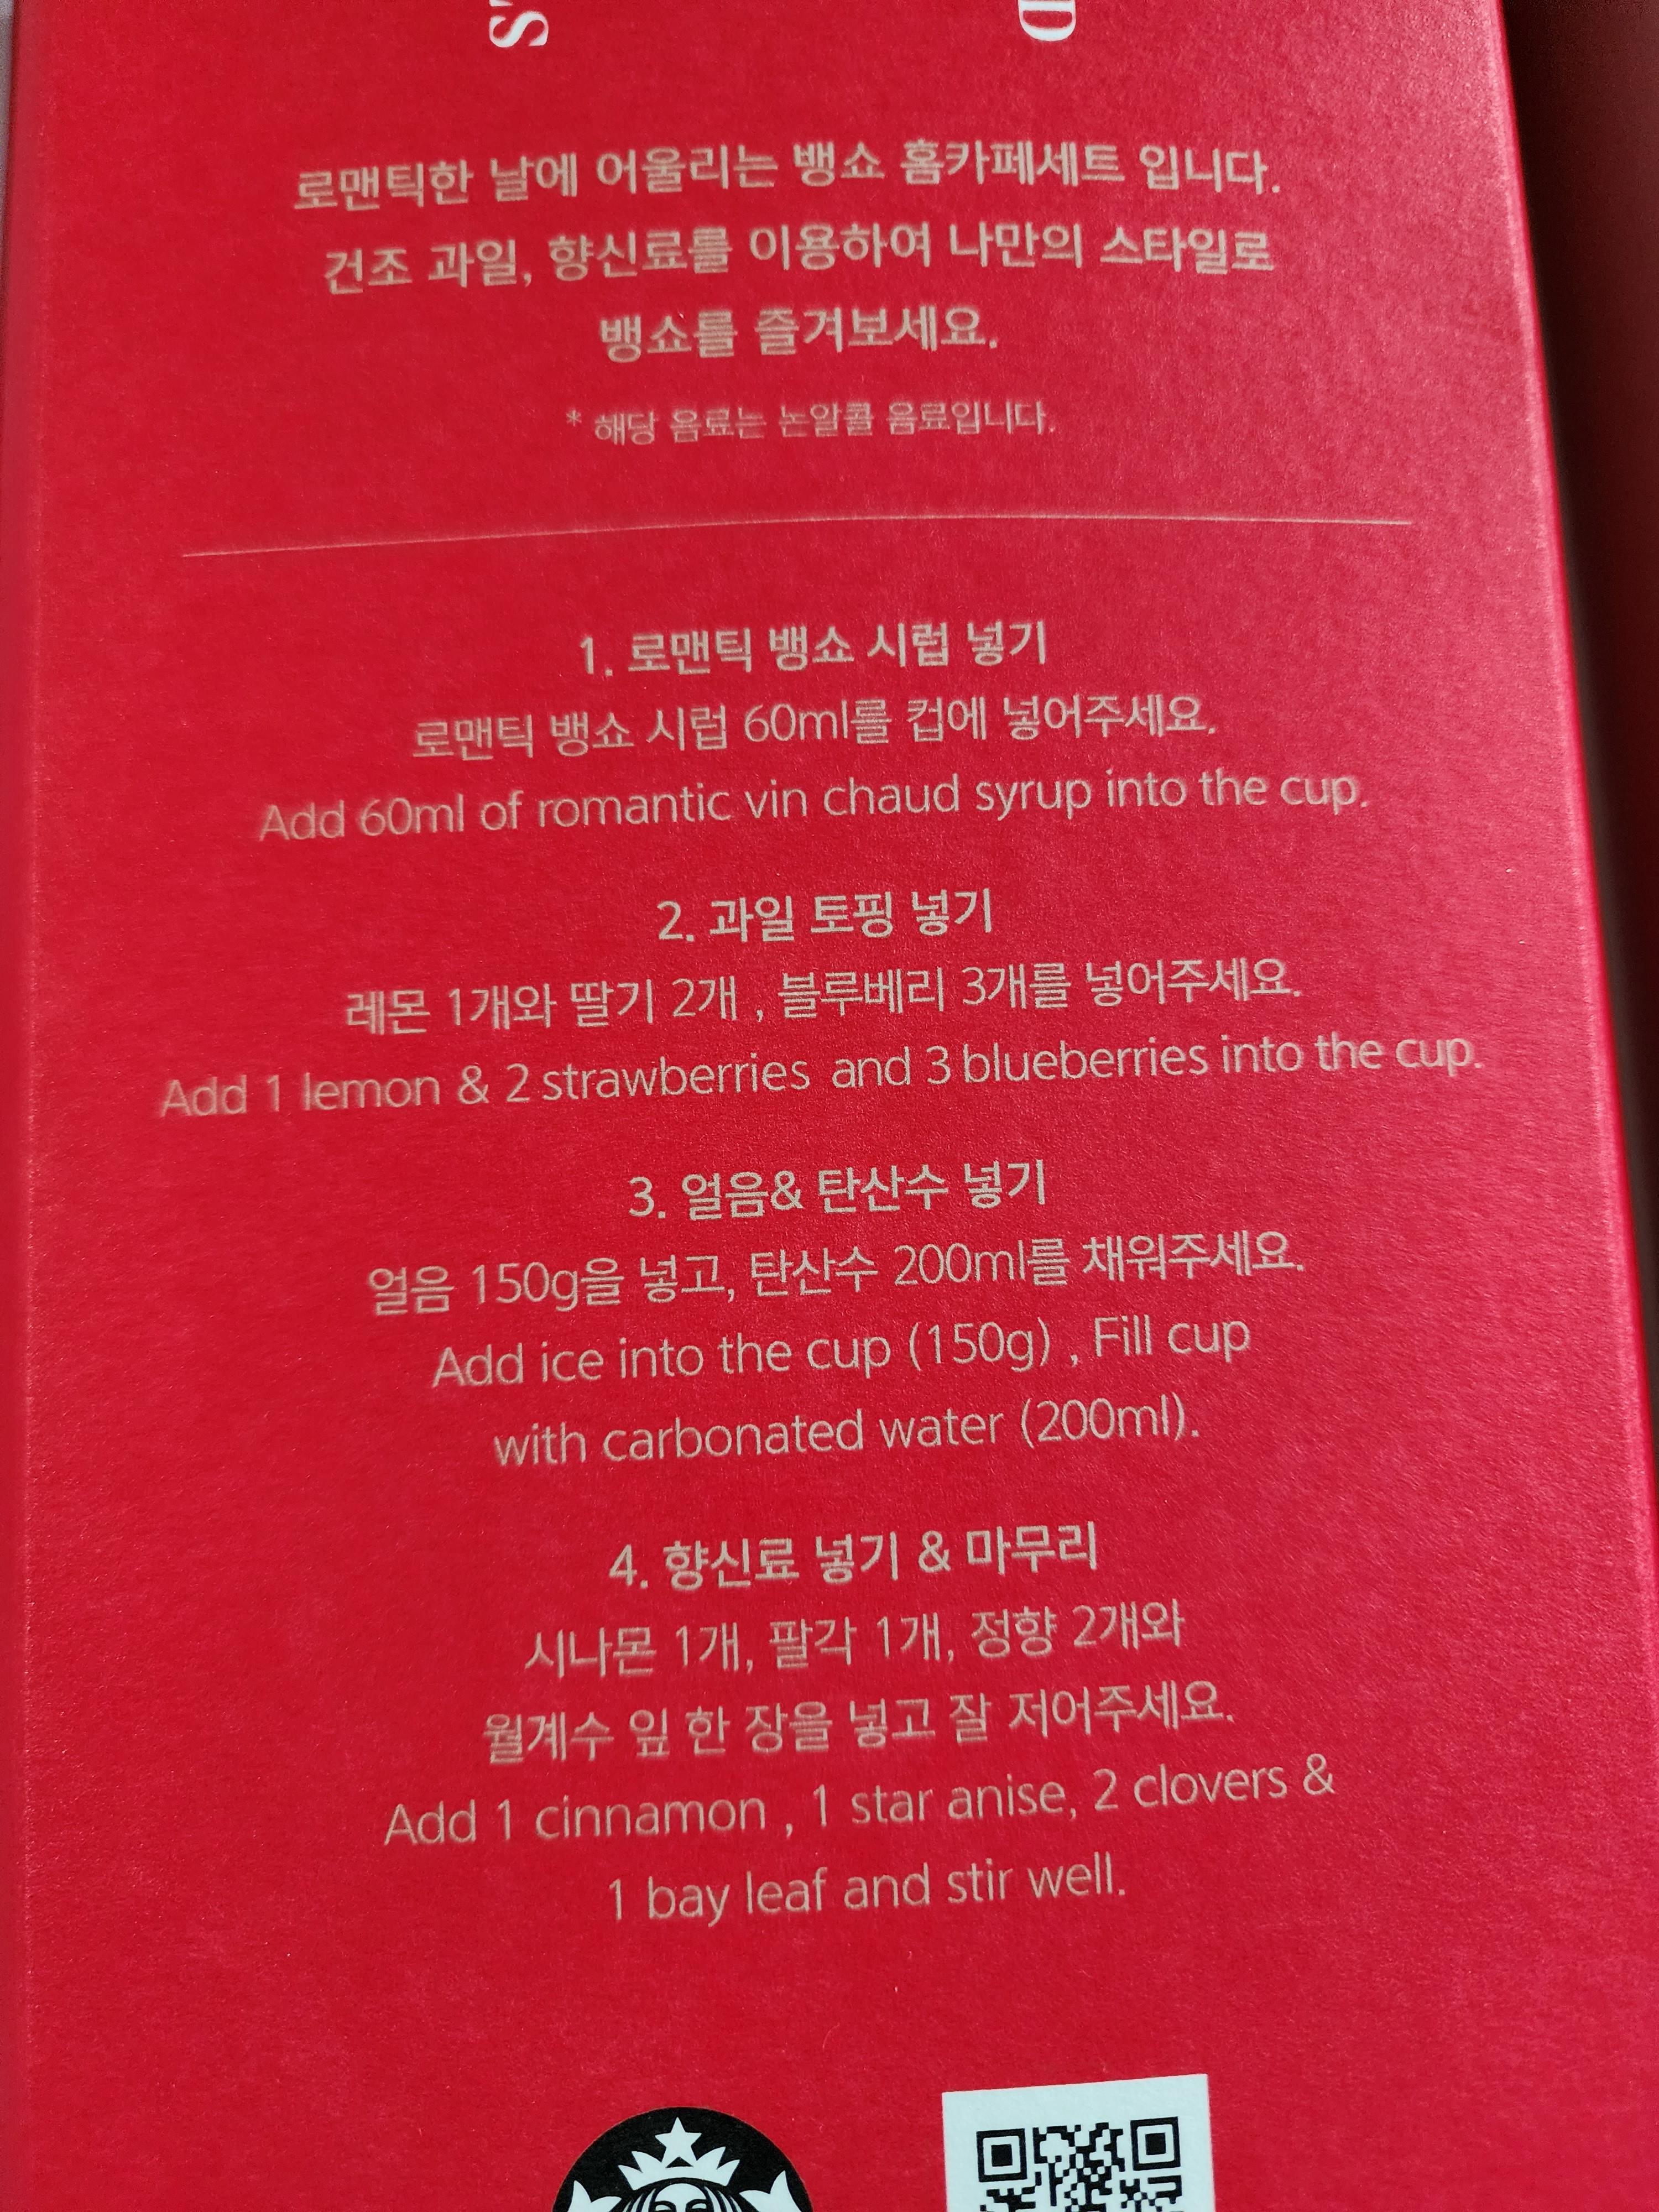 'S
D
로맨틱한 날에 어울리는 뱅쇼 홈카페세트 입니다.
건조 과일, 향신료를 이용하여 나만의 스타일로
뱅쇼를 즐겨보세요.
* 해당 음료는 논알콜 음료입니다.
1. 로맨틱 뱅쇼 시럽 넣기
로맨틱 뱅쇼 시럽 60ml를 컵에 넣어주세요.
Add 60ml of romantic vin chaud syrup into the cup.
2. 과일 토핑 넣기
레몬 1개와 딸기 2개 , 블루베리 3개를 넣어주세요.
Add 1 lemon & 2 strawberries and 3 blueberries into the cup.
3. 얼음& 탄산수 넣기
얼음 150g을 넣고, 탄산수 200ml를 채워주세요.
Add ice into the cup (150g) , Fill cup
with carbonated water (200ml).
4. 향신료 넣기 & 마무리
시나몬 1개, 팔각 1개, 정향 2개와
월계수 잎 한 장을 넣고 잘 저어주세요.
Add 1 cinnamon , 1 star anise, 2 clovers &
1 bay leaf and stir well.